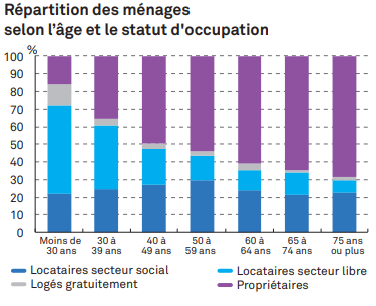 Répartition des ménages
selon l'âge et le statut d'occupation
%
100
90
80
70
60
50
40
30
20
10
0
Moins de 30 ans
30 à 39 ans
40 à 49 ans
50 à 59 ans
60 à 64 ans
65 à 74 ans
75 ans ou plus
Locataires secteur social
Locataires secteur libre
Logés gratuitement
Propriétaires